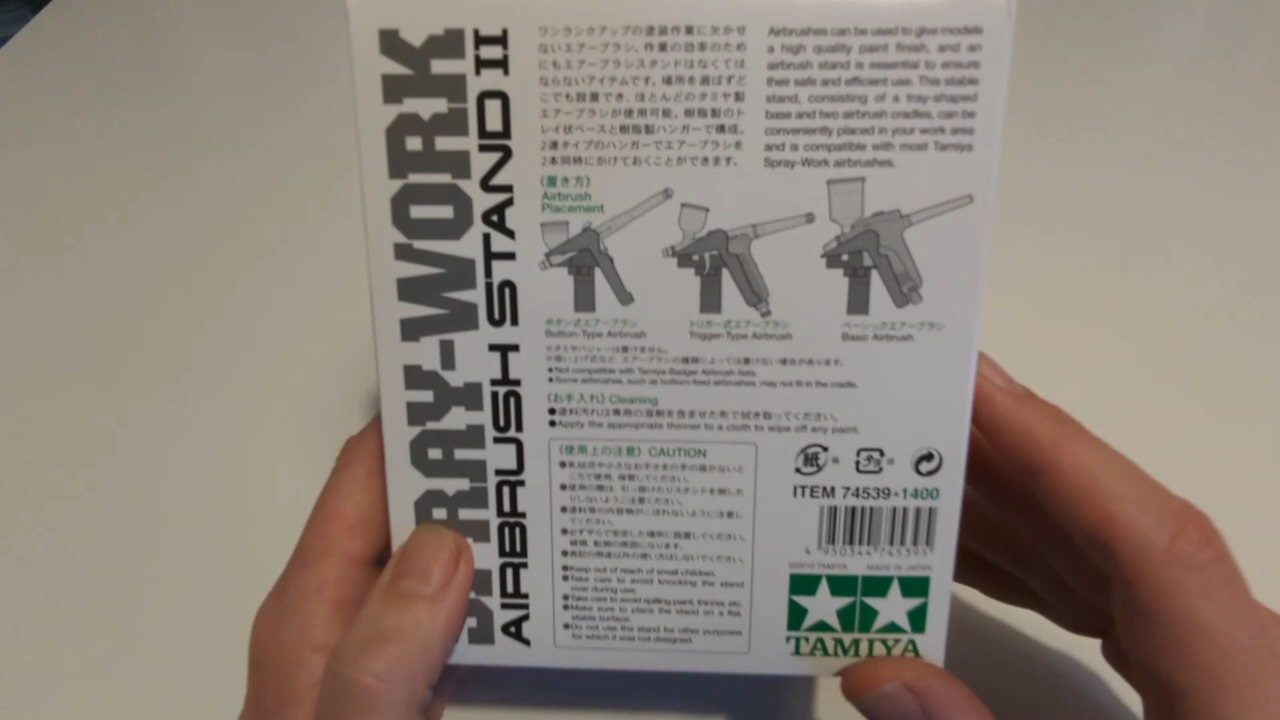 SPRAY-WORK
AIRBRUSH STAND II
ワンランクアップの塗装作業に欠かせ
ないエアーブラシ。作業の効率のため
にもエアーブラシスタンドはなくては
ならないアイテムです。場所を選ばずど
こでも設置でき、ほとんどのタミヤ製
エアーブラシが使用可能。樹脂製のト
レイ状ベースと樹脂製ハンガーで構成。
2連タイプのハンガーでエアーブラシを
2本同時にかけておくことができます。
Airbrushes can be used to give models
a high quality paint finish, and an
airbrush stand is essential to ensure
their safe and efficient use. This stable
stand, consisting of a tray-shaped
base and two airbrush cradles, can be
conveniently placed in your work area
and is compatible with most Tamiya
Spray-Work airbrushes.
《置き方》
Airbrush
Placement
ボタン式エアーブラシ
Button-Type Airbrush
トリガー式エアーブラシ
Trigger-Type Airbrush
ベーシックエアーブラシ
Basic Airbrush
※タミヤバジャーは置けません。
※吸い上げ式など、エアーブラシの種類によっては置けない場合があります。
★Not compatible with Tamiya-Badger Airbrush Sets.
★Some airbrushes, such as bottom-feed airbrushes, may not fit in the cradle.
《お手入れ》Cleaning
●塗料汚れは専用の溶剤を含ませた布で拭き取ってください。
●Apply the appropriate thinner to a cloth to wipe off any paint.
《使用上の注意》CAUTION
●乳幼児や小さなお子さまの手の届かないと
ころで使用、保管してください。
●使用の際は、引っ掛けたりスタンドを倒した
りしないように注意ください。
●塗料等の内容物がこぼれないように注意し
てください。
●必ず平らで安定した場所に設置してください。
破損、転倒の原因になります。
●表記の用途以外の使い方はしないでください。
●Keep out of reach of small children.
●Take care to avoid knocking the stand
over during use.
●Take care to avoid spilling paint, thinner, etc.
●Make sure to place the stand on a flat,
stable surface.
●Do not use the stand for other purposes
for which it was not designed.
紙
プラ
ITEM 74539•1400
4 950344 745395
©2010 TAMIYA MADE IN JAPAN
TAMIYA